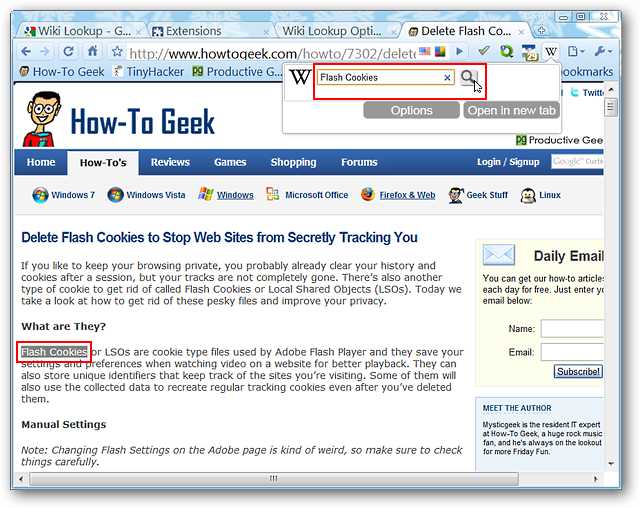 Wiki Lookup - G...
Extensions
Wiki Lookup Optio...
Delete Flash Co...
http://www.howtogeek.com/howto/7302/delete
W
How-To Geek
TinyHacker
Productive G...
bookmarks
W
Flash Cookies
Options
Open in new tab
How-To Geek
Twitte
pg Productive Geek
Home
How-To's
Reviews
Games
Shopping
Forums
Login / Signup
Google™ Custo
Windows 7
Windows Vista
Windows
Microsoft Office
Firefox & Web
Geek Stuff
Linux
Delete Flash Cookies to Stop Web Sites from Secretly Tracking You
If you like to keep your browsing private, you probably already clear your history and
cookies after a session, but your tracks are not completely gone. There's also another
type of cookie to get rid of called Flash Cookies or Local Shared Objects (LSOs). Today we
take a look at how to get rid of these pesky files and improve your privacy.
What are They?
Flash Cookies or LSOs are cookie type files used by Adobe Flash Player and they save your
settings and preferences when watching video on a website for better playback. They can
also store unique identifiers that keep track of the sites you're visiting. Some of them will
also use the collected data to recreate regular tracking cookies even after you've deleted
them.
Manual Settings
Note: Changing Flash Settings on the Adobe page is kind of weird, so make sure to check
things carefully.
Daily Email
You can get our how-to articles
each day for free. Just enter yo
email below:
Name:
Email:
Subscribe!
MEET THE AUTHOR
Mysticgeek is the resident IT expert
at How-To Geek, a huge rock music
fan, and he's always on the lookout
for more Friday Fun.